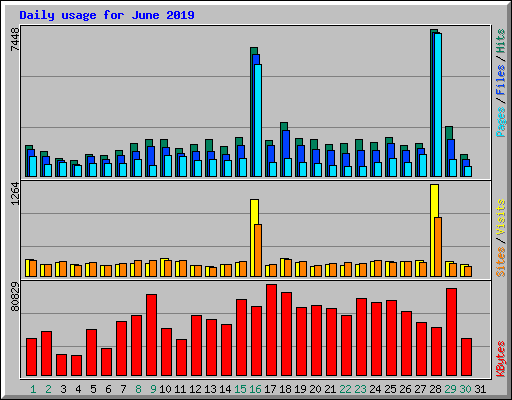 Daily usage for June 2019
7448
Pages / Files / Hits
1264
Sites / Visits
80829
KBytes
1 2 3 4 5 6 7 8 9 10 11 12 13 14 15 16 17 18 19 20 21 22 23 24 25 26 27 28 29 30 31